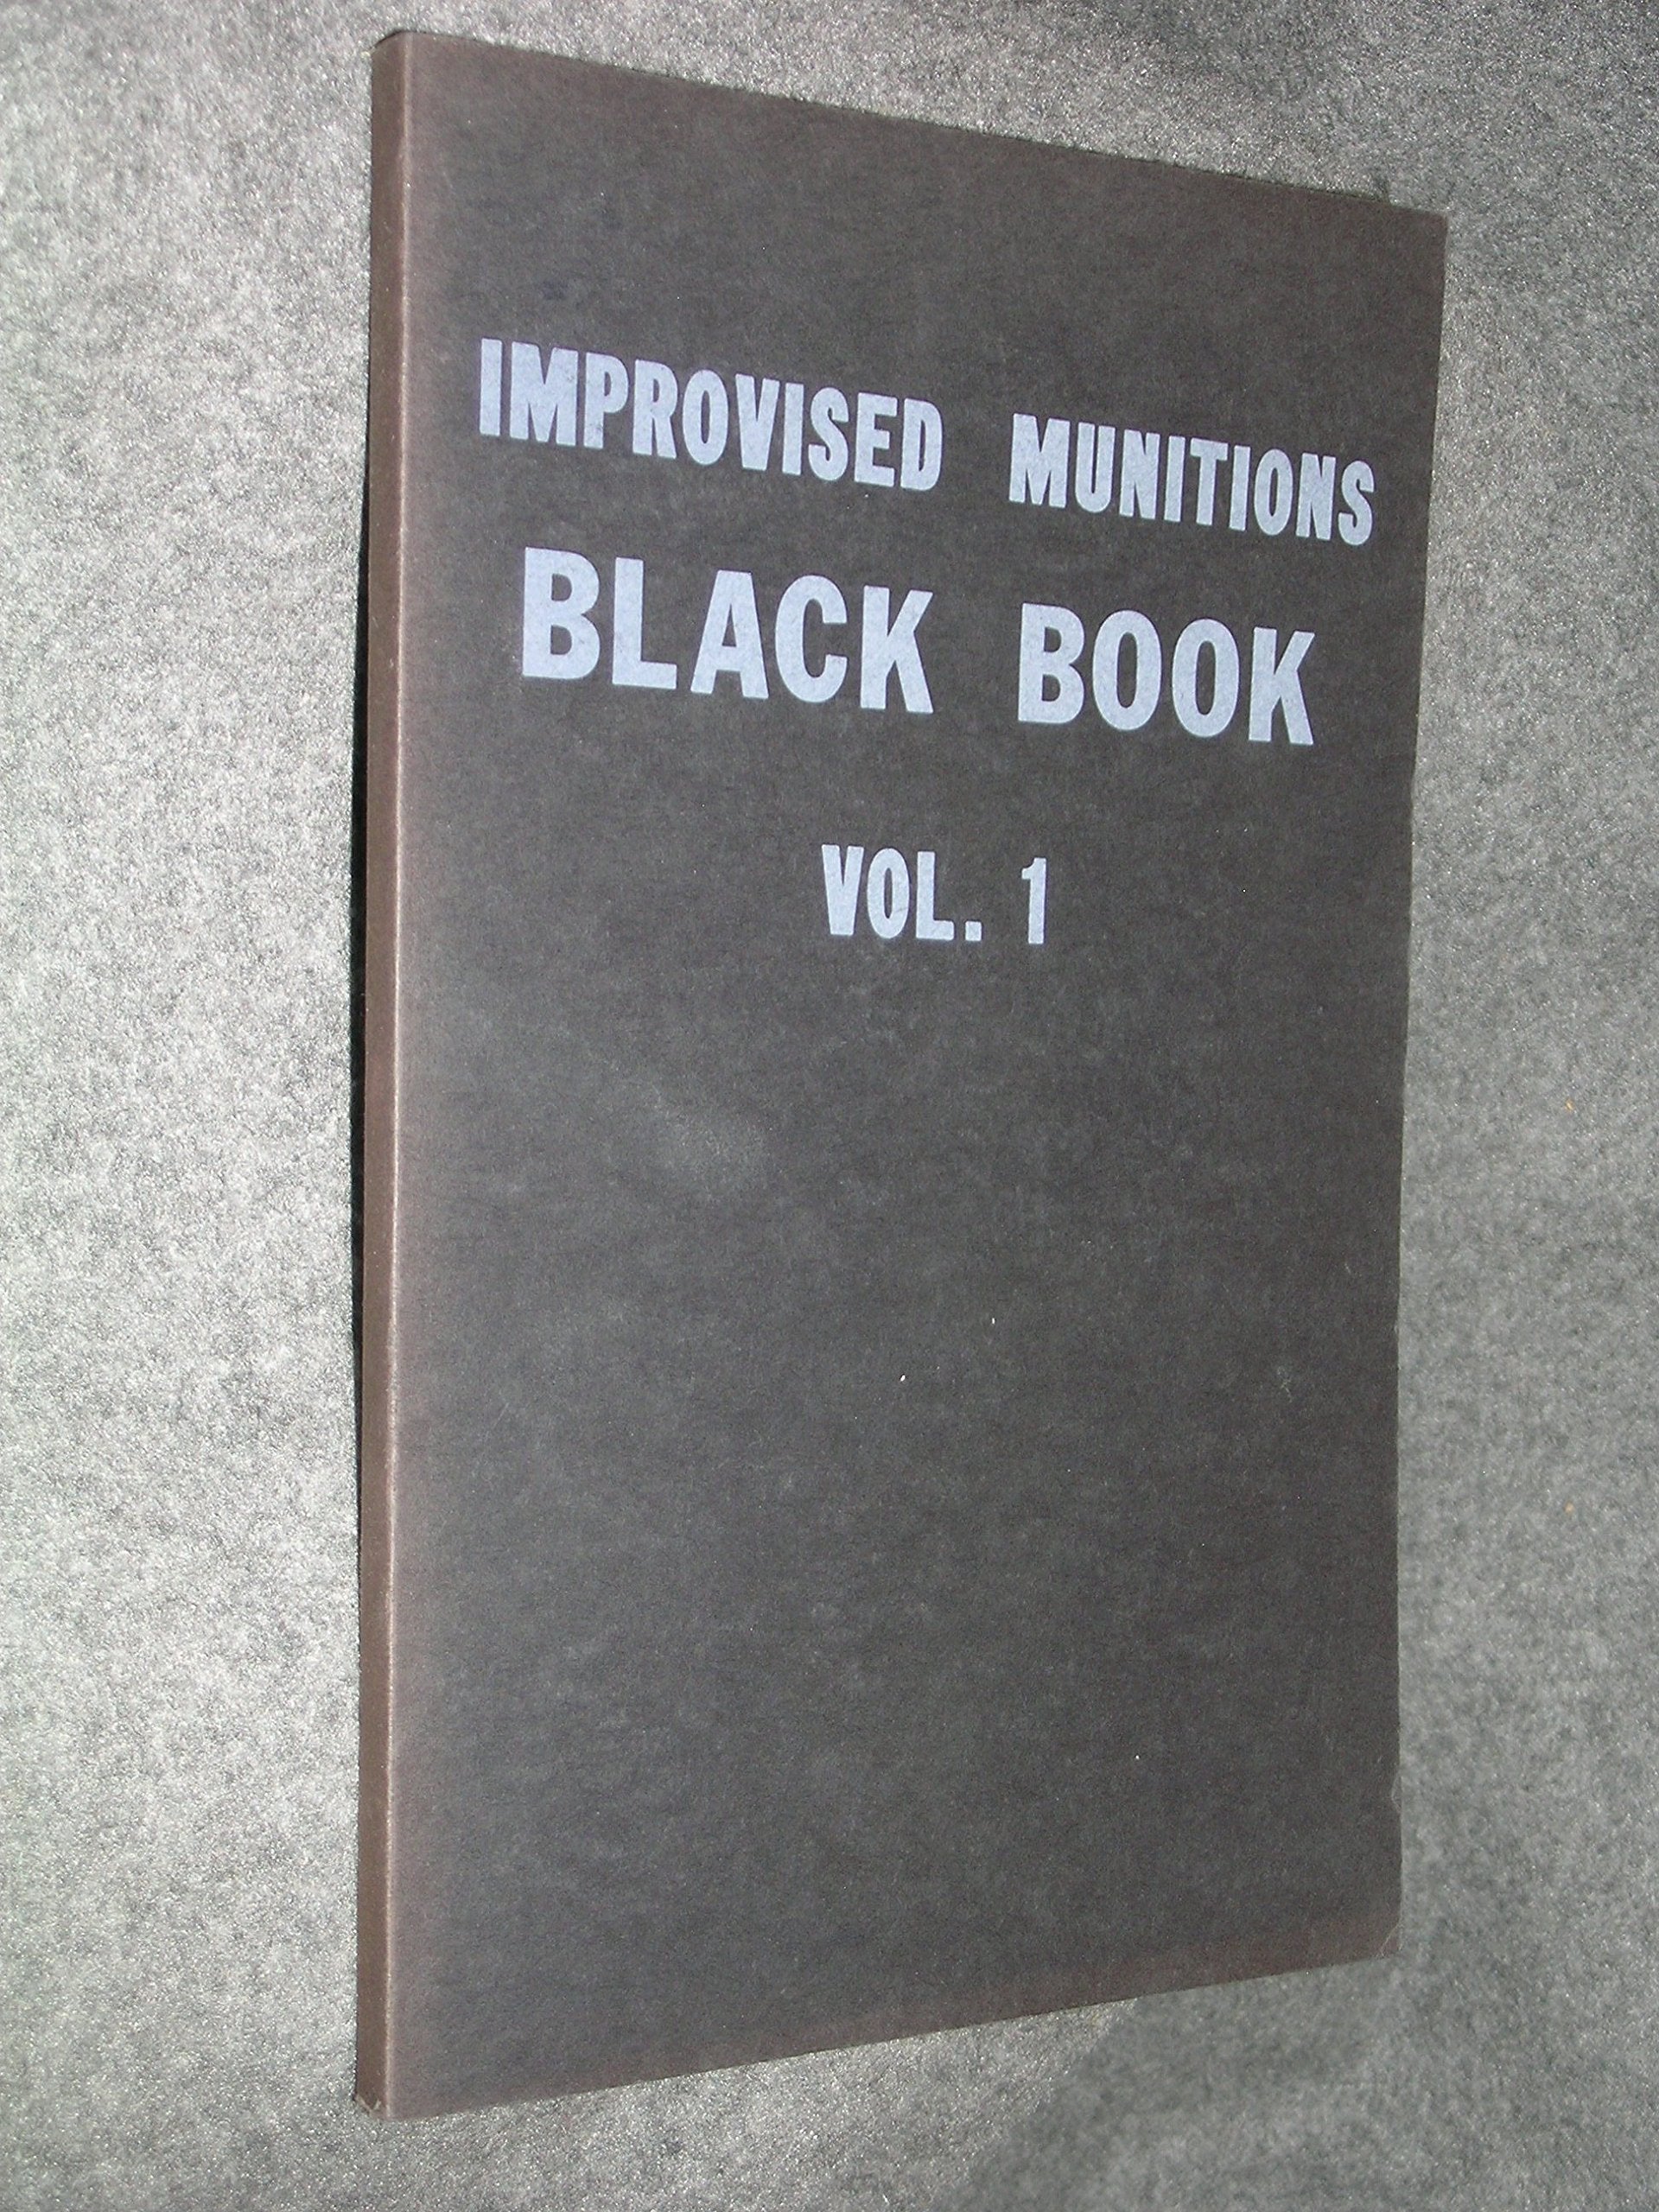 IMPROVISED MUNITIONS
BLACK BOOK
VOL. 1